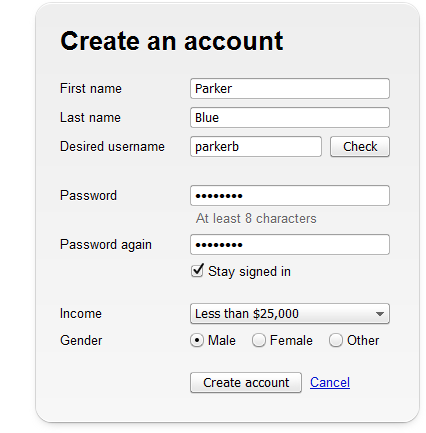 Create an account
First name Parker
Last name Blue
Desired username parkerb Check
Password ••••••••
At least 8 characters
Password again ••••••••
Stay signed in
Income Less than $25,000
Gender Male Female Other
Create account Cancel